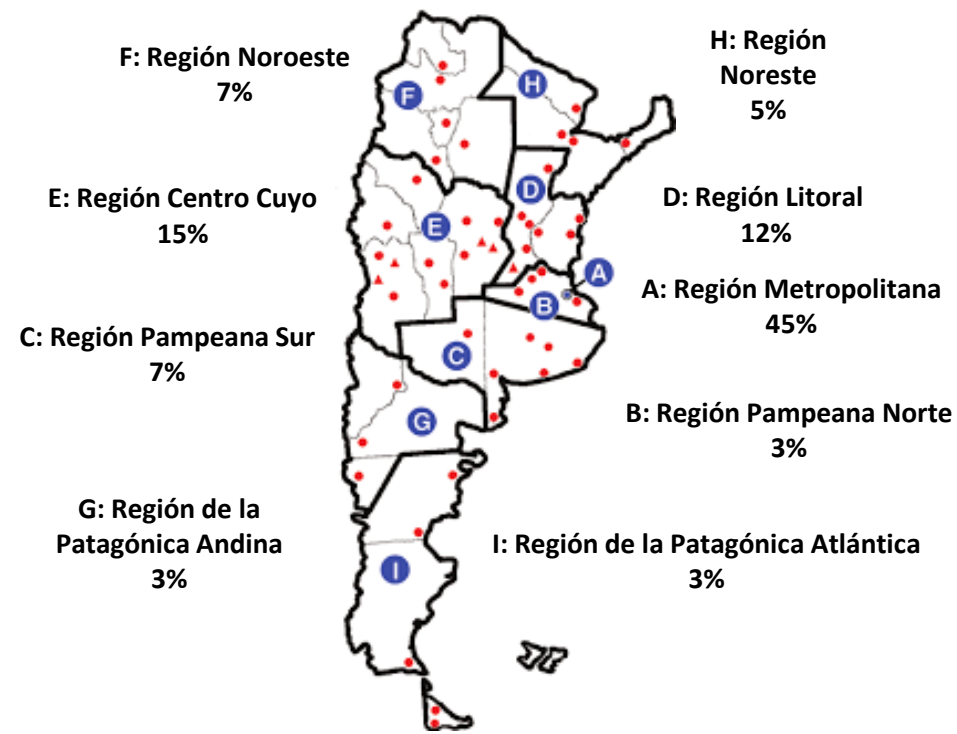 F: Región Noroeste
7%
H: Región
Noreste
5%
E: Región Centro Cuyo
15%
D: Región Litoral
12%
A: Región Metropolitana
45%
C: Región Pampeana Sur
7%
B: Región Pampeana Norte
3%
G: Región de la
Patagónica Andina
3%
I: Región de la Patagónica Atlántica
3%
F
H
D
E
A
B
C
G
I